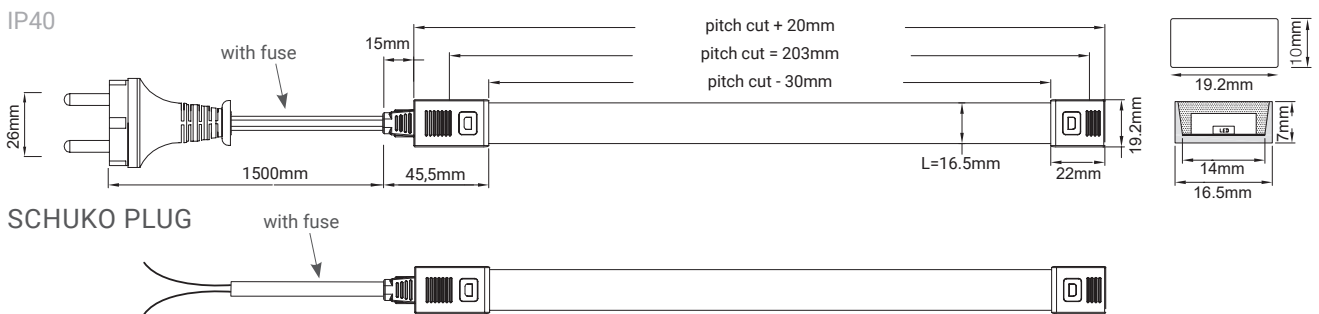 IP40
with fuse
15mm
pitch cut + 20mm
pitch cut = 203mm
pitch cut - 30mm
10mm
19.2mm
26mm
1500mm
45,5mm
L=16.5mm
19.2mm
22mm
LED
7mm
14mm
16.5mm
SCHUKO PLUG
with fuse